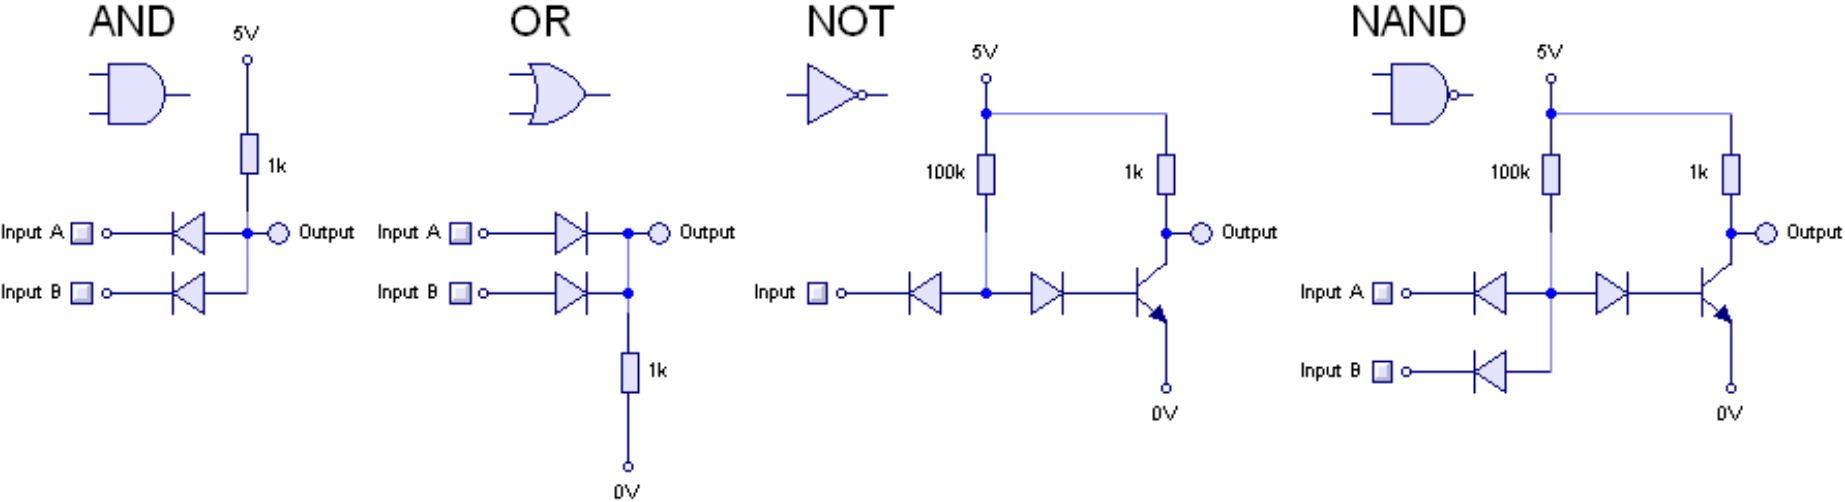 AND
5V
1k
Input A
Output
Input B
OR
Input A
Output
Input B
1k
0V
NOT
5V
100k
1k
Output
Input
0V
NAND
5V
100k
1k
Output
Input A
Input B
0V